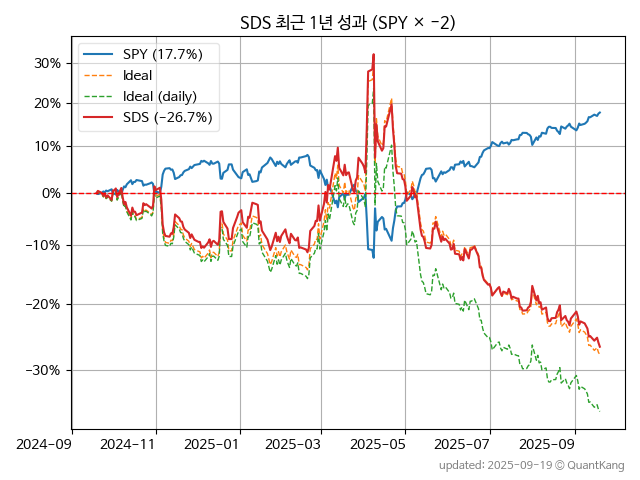 SDS 최근 1년 성과 (SPY × −2)
SPY (17.7%)
Ideal
Ideal (daily)
SDS (−26.7%)
30%
20%
10%
0%
−10%
−20%
−30%
2024-09 2024-11 2025-01 2025-03 2025-05 2025-07 2025-09
updated: 2025-09-19 © QuantKang